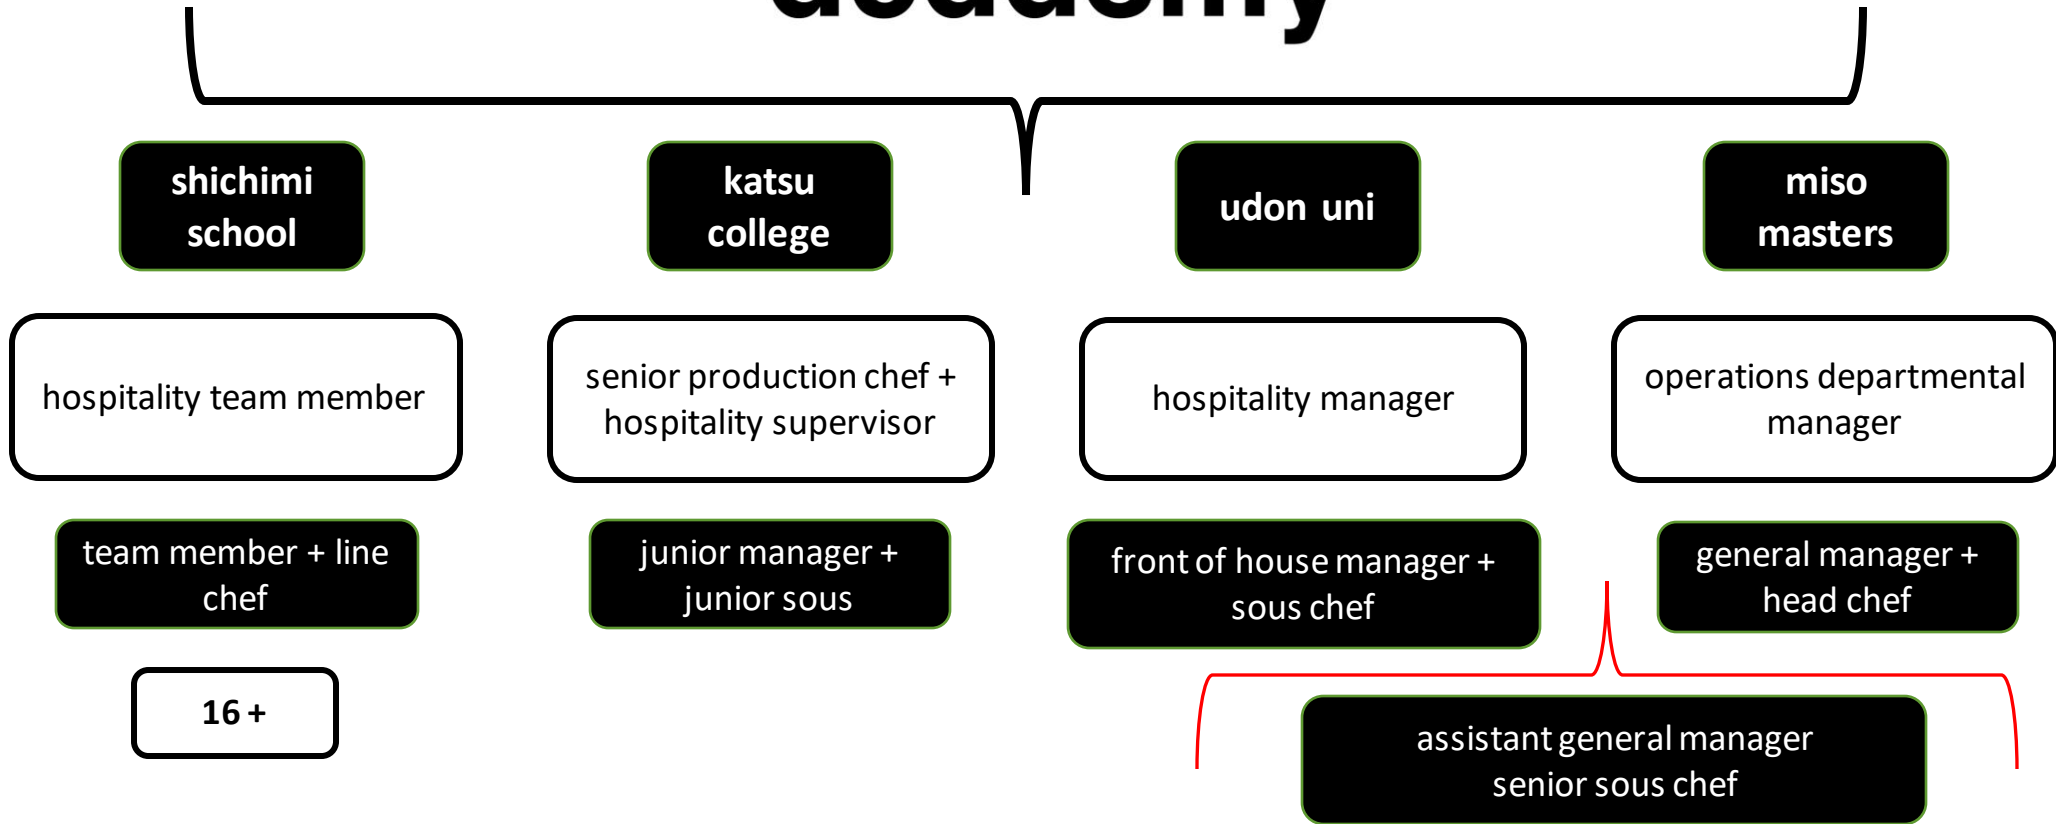 academy
shichimi
school
katsu
college
udon uni
miso
masters
hospitality team member
senior production chef +
hospitality supervisor
hospitality manager
operations departmental
manager
team member + line
chef
junior manager +
junior sous
front of house manager +
sous chef
general manager +
head chef
16 +
assistant general manager
senior sous chef